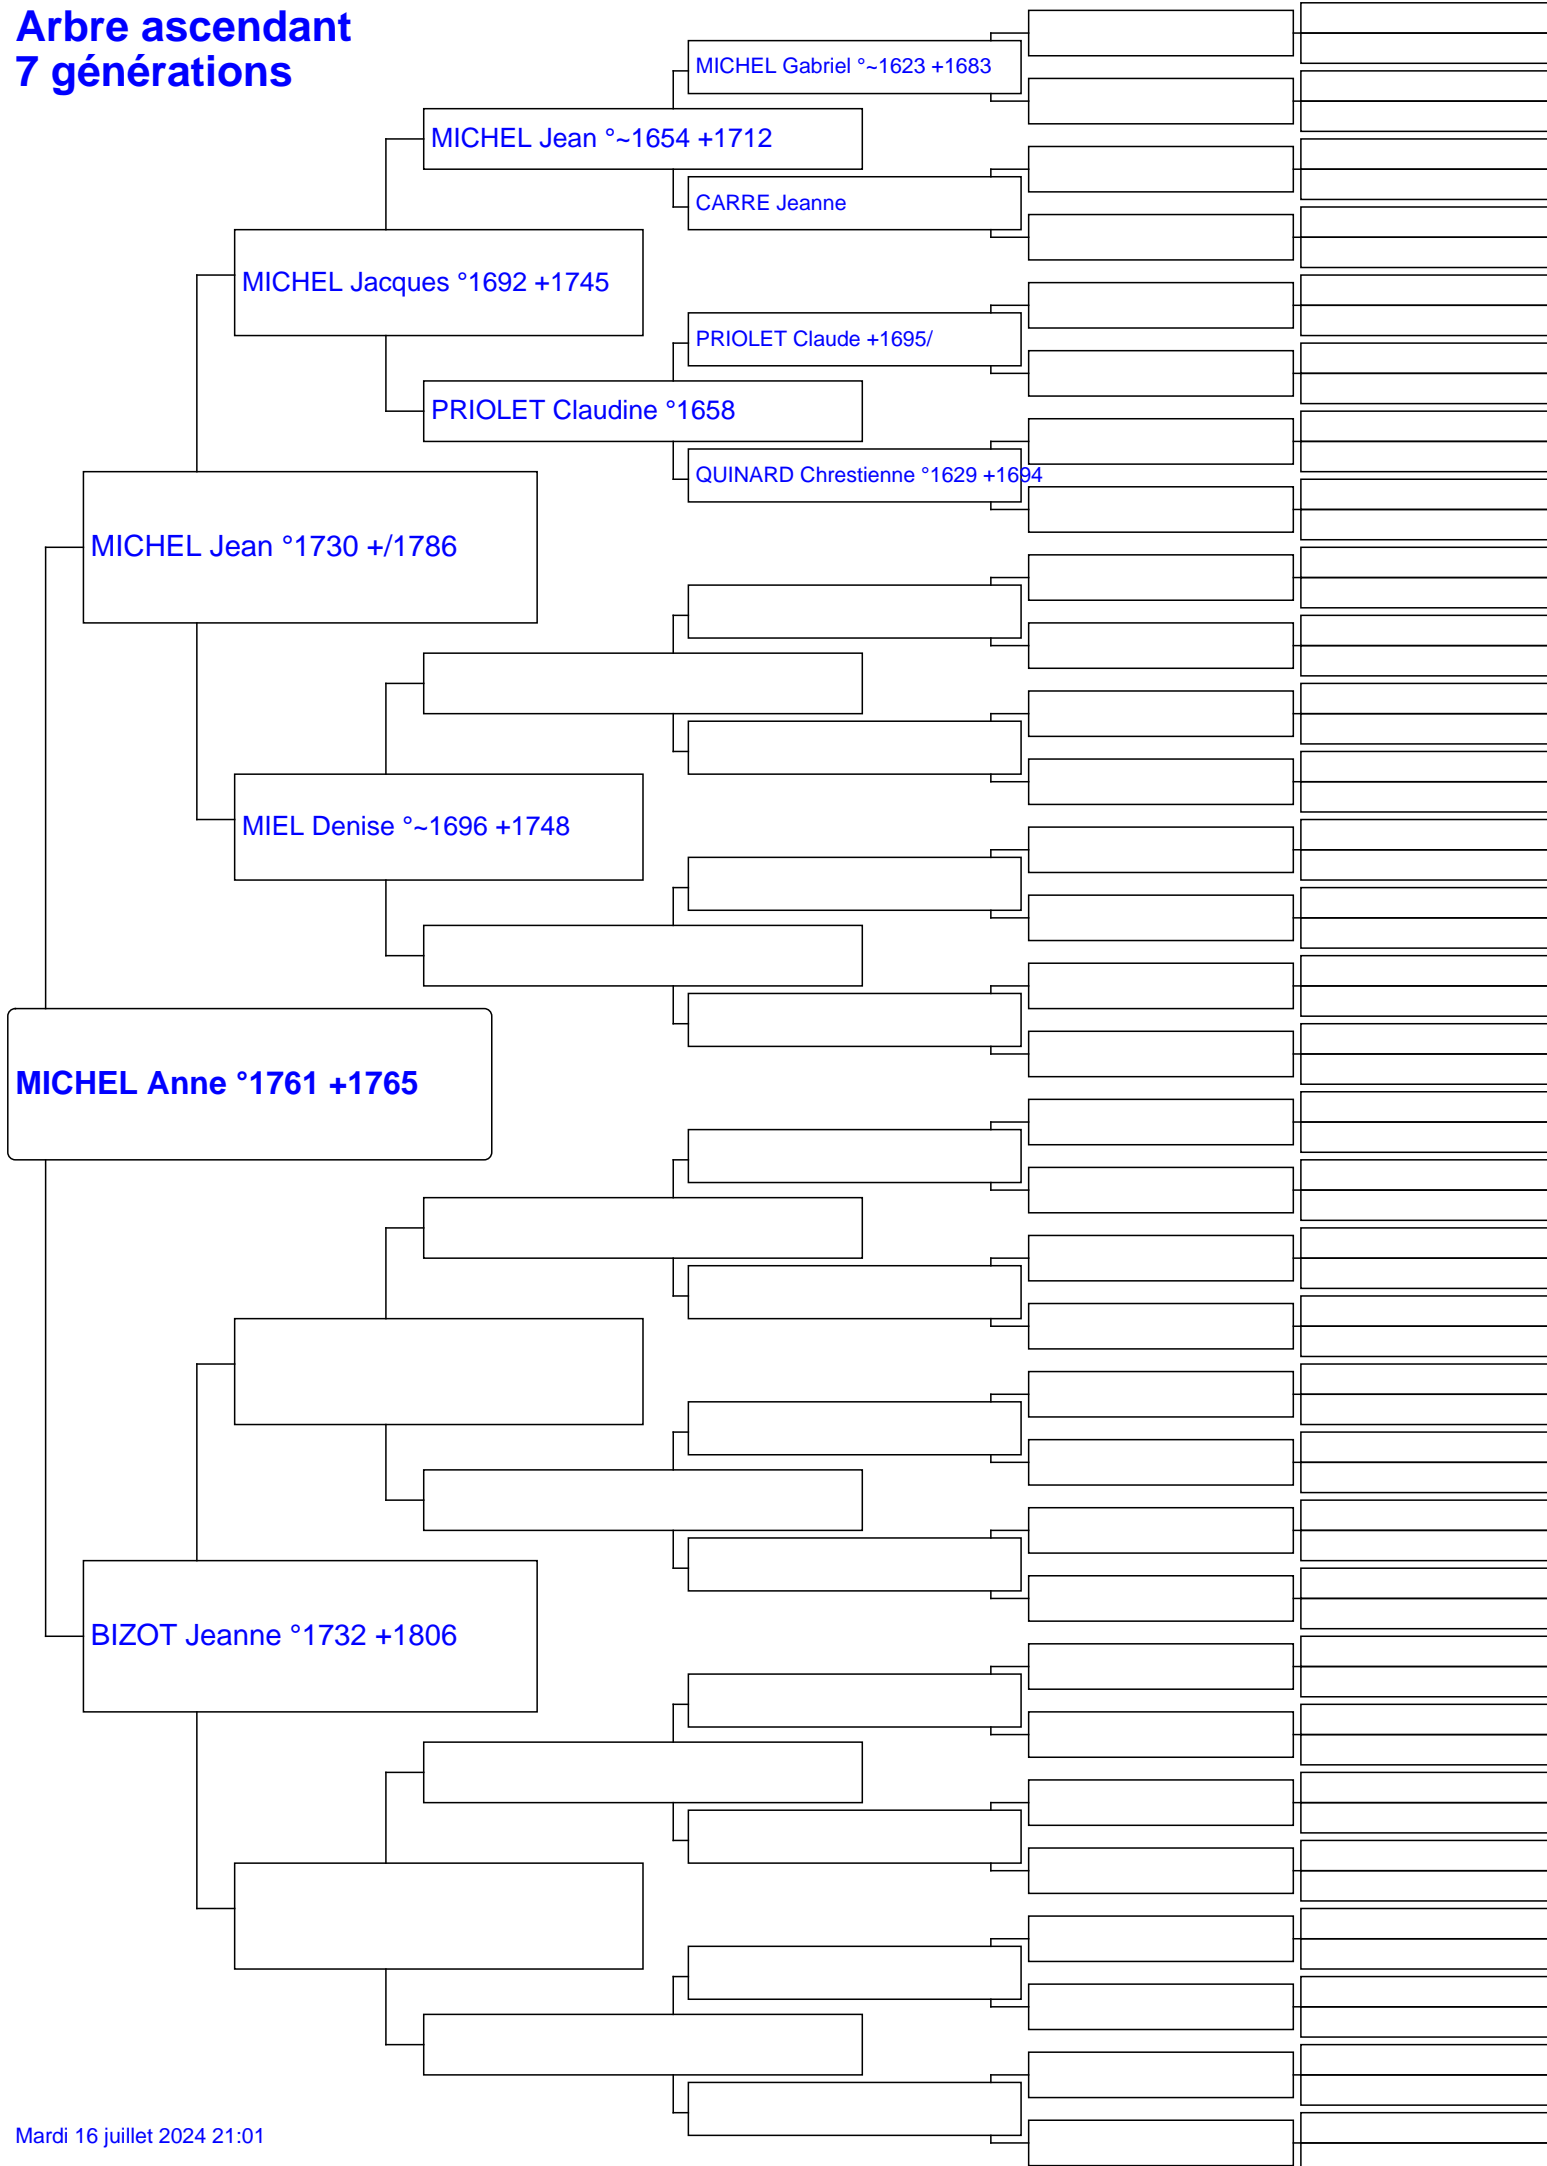 Arbre ascendant
7 générations
MICHEL Gabriel °~1623 +1683
MICHEL Jean °~1654 +1712
CARRE Jeanne
MICHEL Jacques °1692 +1745
PRIOLET Claude +1695/
PRIOLET Claudine °1658
QUINARD Chrestienne °1629 +1694
MICHEL Jean °1730 +/1786
MIEL Denise °~1696 +1748
MICHEL Anne °1761 +1765
BIZOT Jeanne °1732 +1806
Mardi 16 juillet 2024 21:01